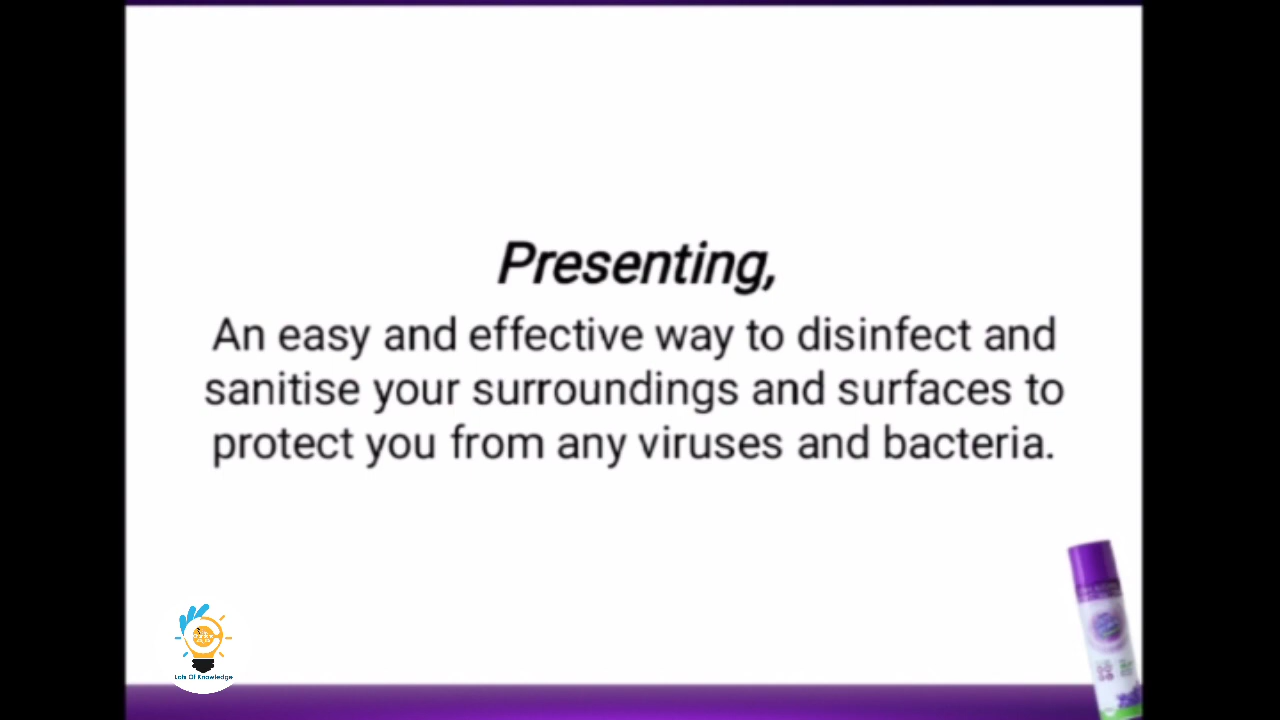 Presenting,
An easy and effective way to disinfect and
sanitise your surroundings and surfaces to
protect you from any viruses and bacteria.
Lots Of Knowledge